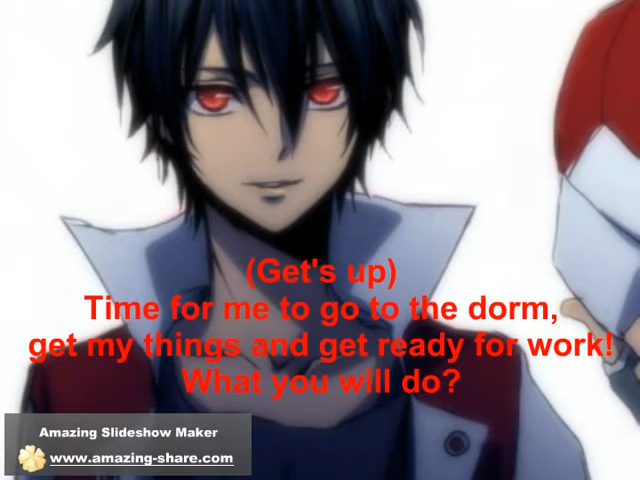 (Get's up)
Time for me to go to the dorm,
get my things and get ready for work!
What you will do?
Amazing Slideshow Maker
www.amazing-share.com